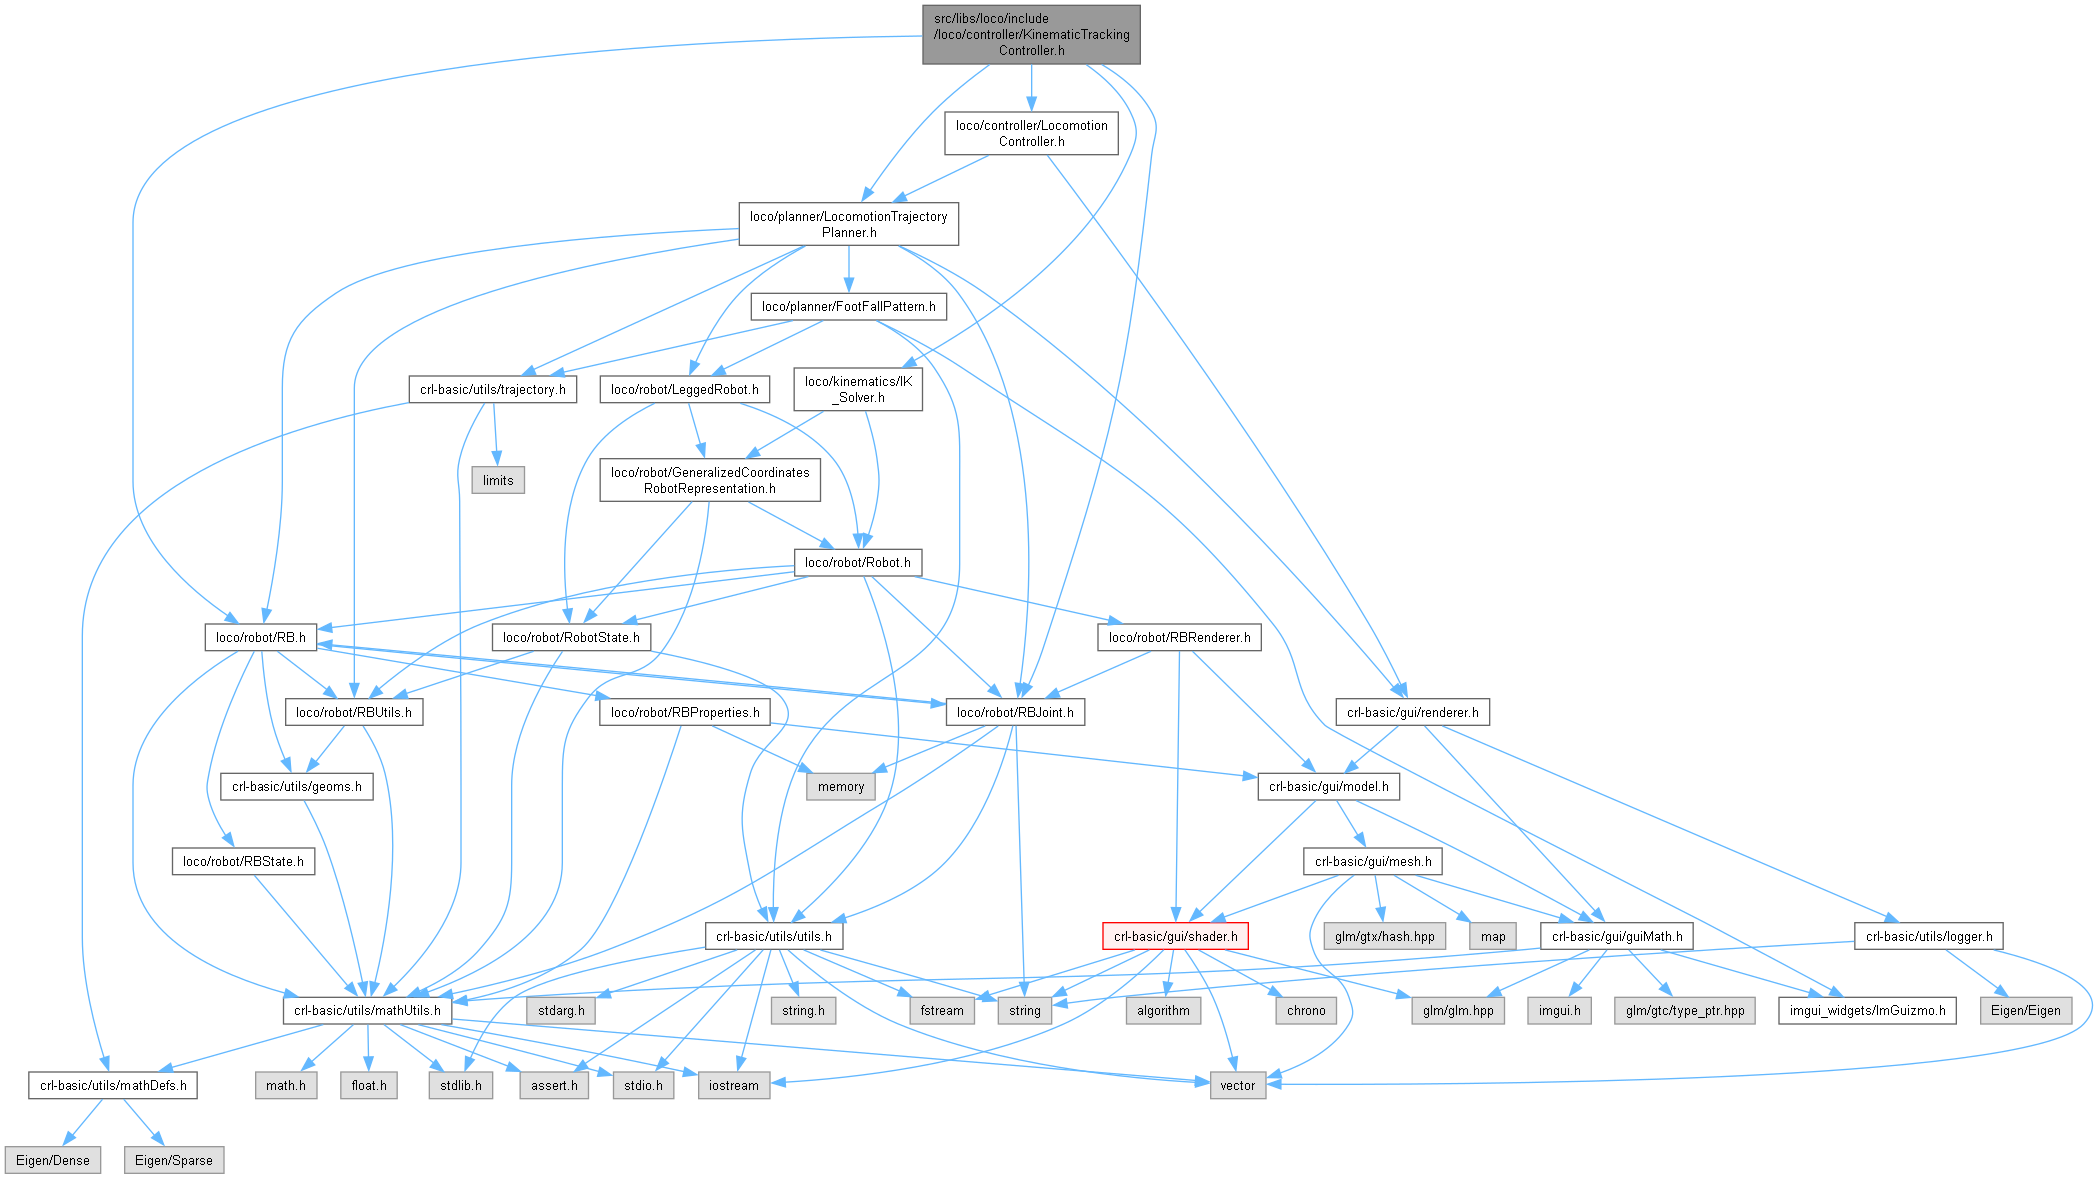 src/libs/loco/include
/loco/controller/KinematicTracking
Controller.h
loco/controller/Locomotion
Controller.h
loco/planner/LocomotionTrajectory
Planner.h
loco/planner/FootFallPattern.h
crl-basic/utils/trajectory.h
loco/robot/LeggedRobot.h
loco/kinematics/IK
_Solver.h
limits
loco/robot/GeneralizedCoordinates
RobotRepresentation.h
loco/robot/Robot.h
loco/robot/RB.h
loco/robot/RobotState.h
loco/robot/RBRenderer.h
loco/robot/RBUtils.h
loco/robot/RBProperties.h
loco/robot/RBJoint.h
crl-basic/gui/renderer.h
crl-basic/utils/geoms.h
memory
crl-basic/gui/model.h
loco/robot/RBState.h
crl-basic/gui/mesh.h
crl-basic/utils/utils.h
crl-basic/gui/shader.h
glm/gtx/hash.hpp
map
crl-basic/gui/guiMath.h
crl-basic/utils/logger.h
crl-basic/utils/mathUtils.h
stdarg.h
string.h
fstream
string
algorithm
chrono
glm/glm.hpp
imgui.h
glm/gtc/type_ptr.hpp
imgui_widgets/ImGuizmo.h
Eigen/Eigen
crl-basic/utils/mathDefs.h
math.h
float.h
stdlib.h
assert.h
stdio.h
iostream
vector
Eigen/Dense
Eigen/Sparse